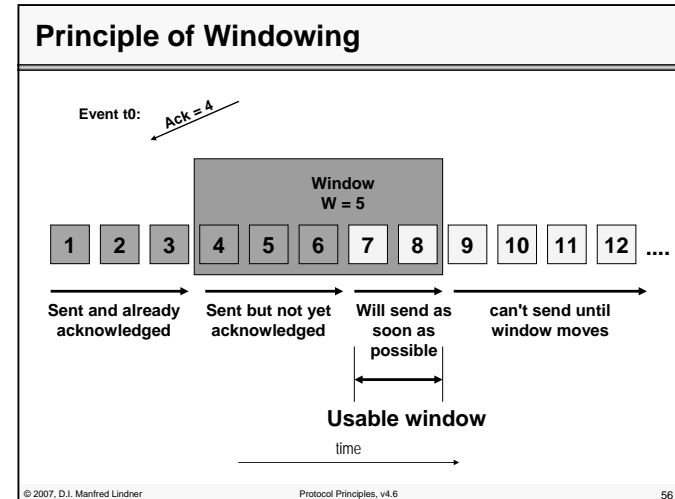 Principle of Windowing
Event t0:
Ack = 4
Window
W = 5
1 2 3 4 5 6 7 8 9 10 11 12 ....
Sent and already
acknowledged
Sent but not yet
acknowledged
Will send as
soon as
possible
can't send until
window moves
Usable window
time
© 2007, D.I. Manfred Lindner
Protocol Principles, v4.6
56